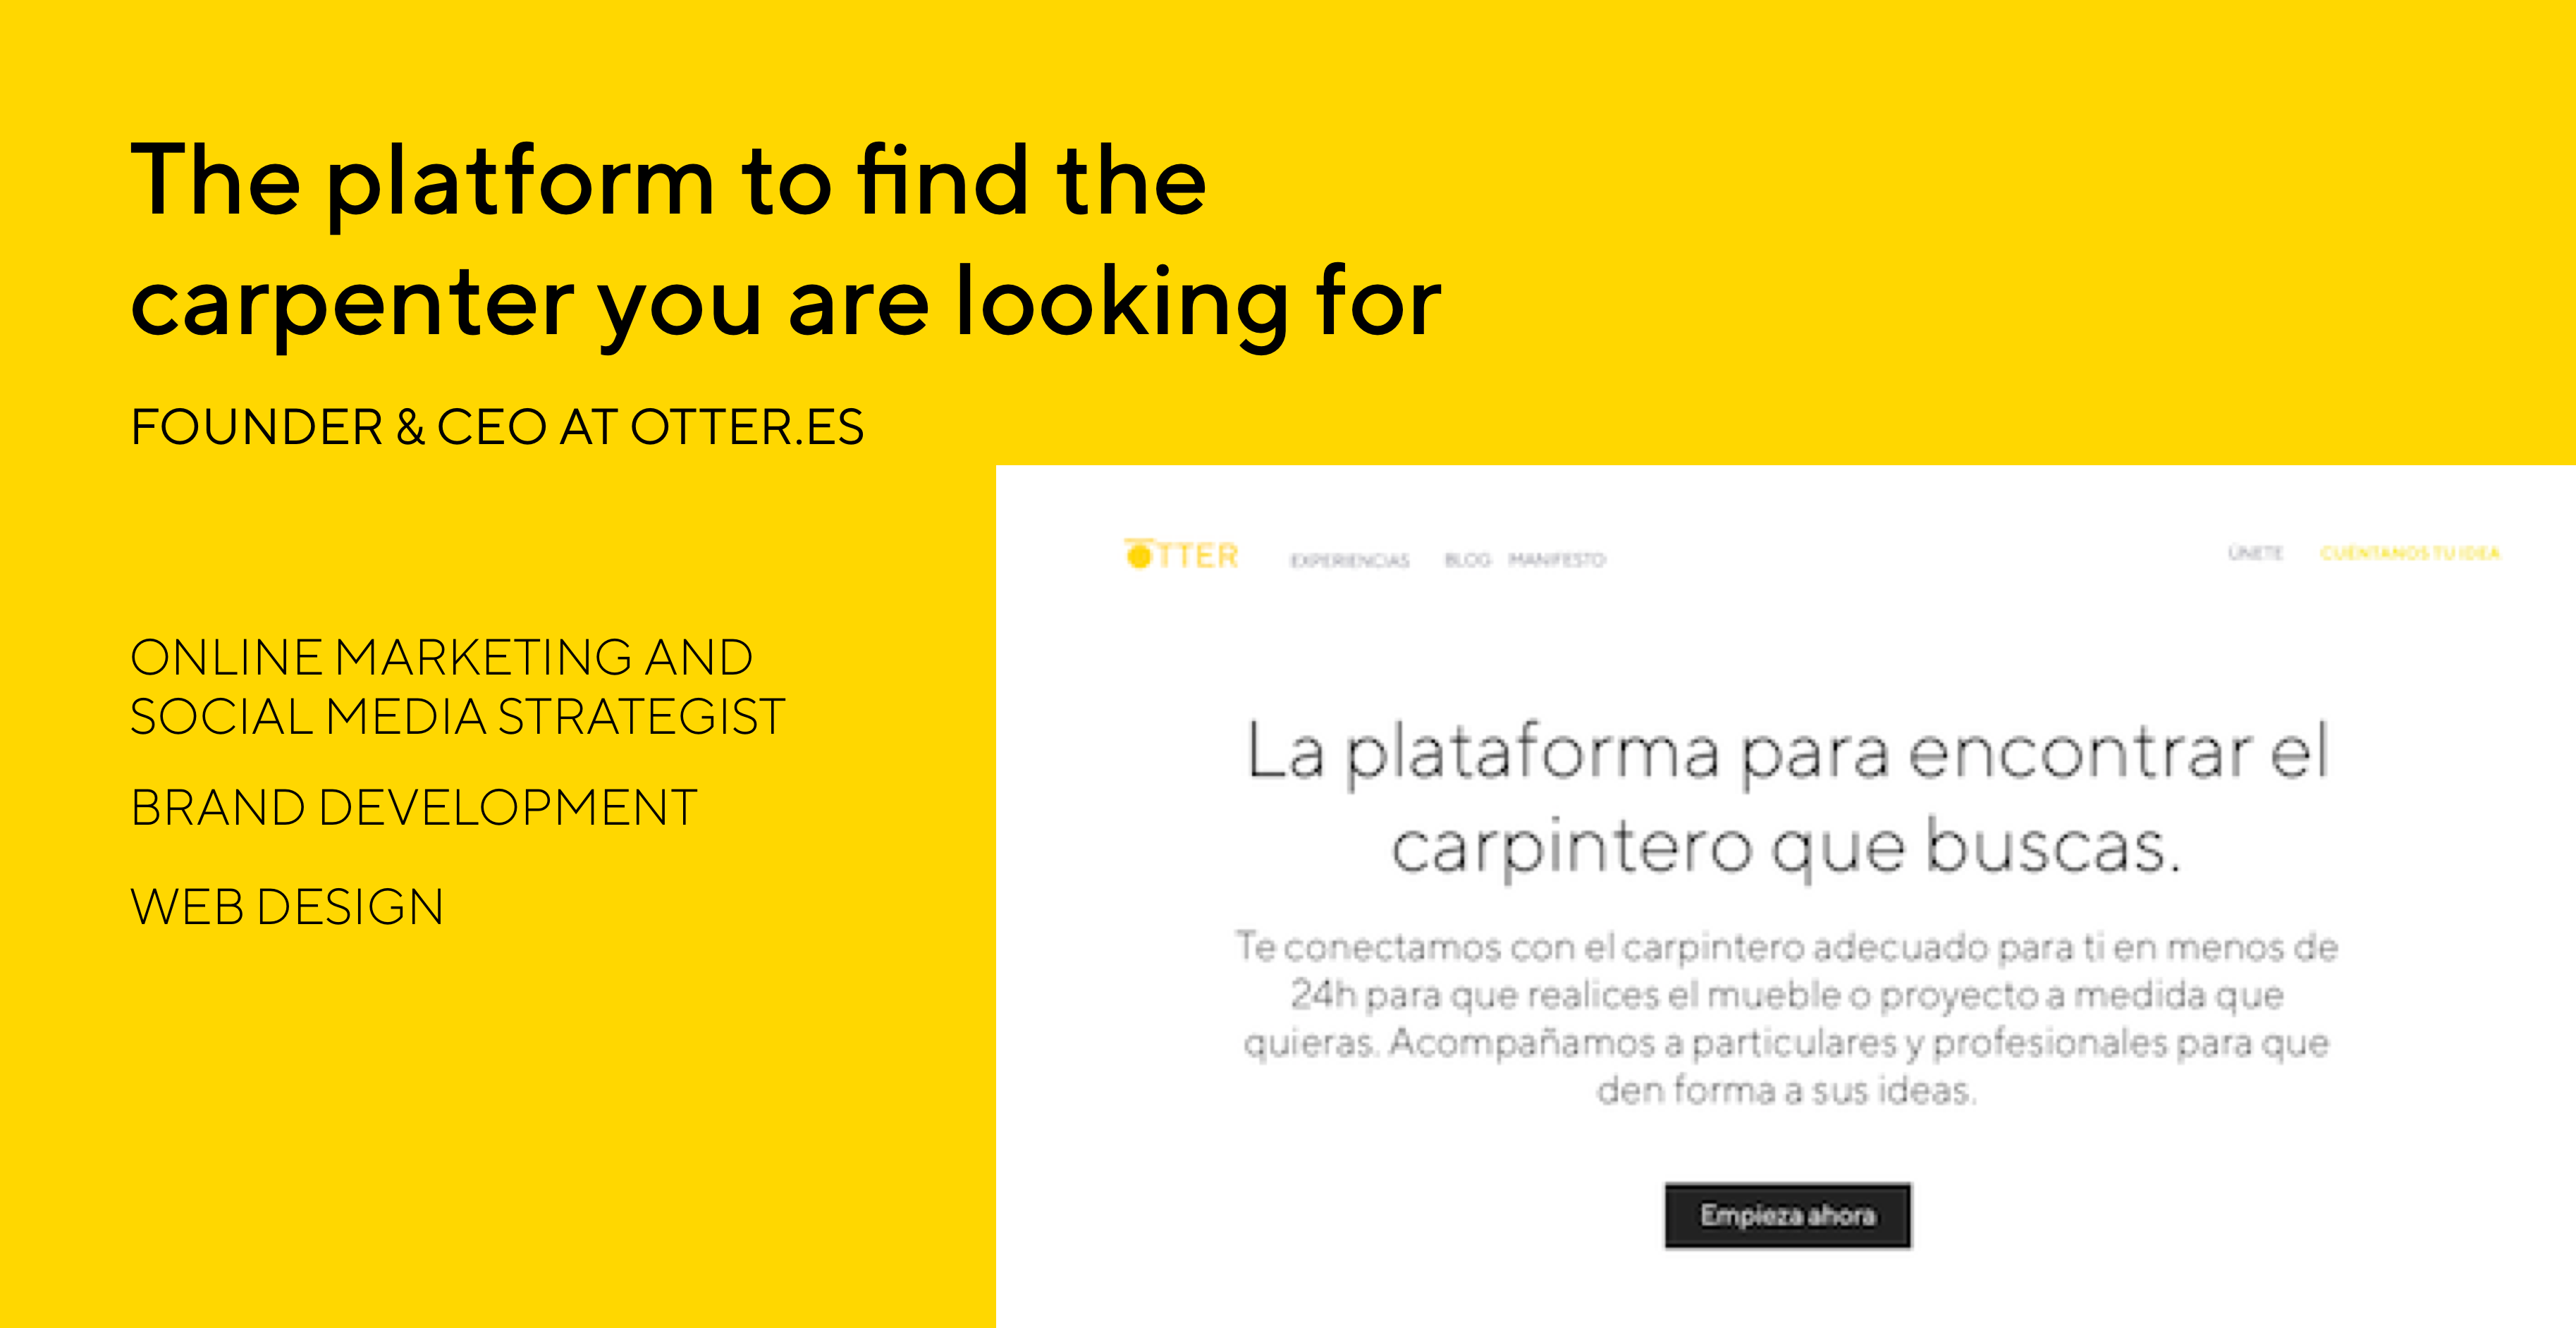 The platform to find the
carpenter you are looking for
FOUNDER & CEO AT OTTER.ES
ONLINE MARKETING AND
SOCIAL MEDIA STRATEGIST
BRAND DEVELOPMENT
WEB DESIGN
OTTER EXPERIENCIAS BLOG MANIFESTO ÚNETE CUÉNTANOS TU IDEA
La plataforma para encontrar el
carpintero que buscas.
Te conectamos con el carpintero adecuado para ti en menos de
24h para que realices el mueble o proyecto a medida que
quieras. Acompañamos a particulares y profesionales para que
den forma a sus ideas.
Empieza ahora